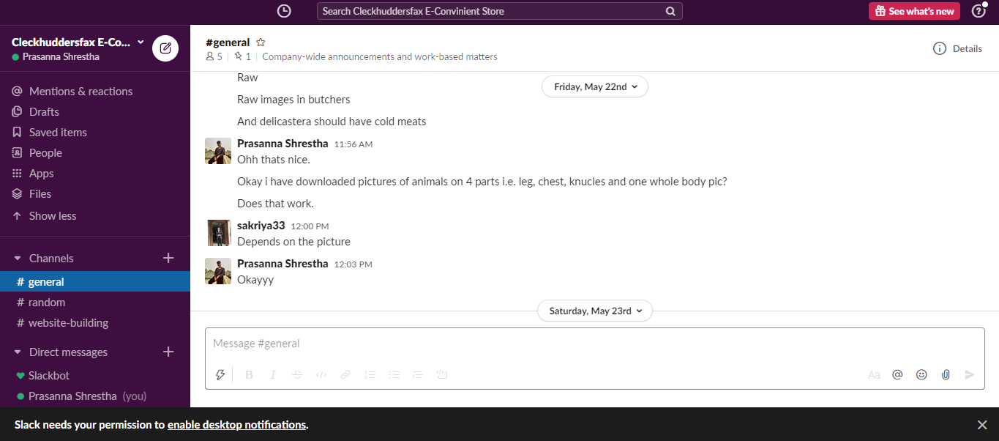 Search Cleckhuddersfax E-Convinient Store
See what's new
Cleckhuddersfax E-Co...
Prasanna Shrestha
Mentions & reactions
Drafts
Saved items
People
Apps
Files
Show less
Channels
# general
# random
# website-building
Direct messages
Slackbot
Prasanna Shrestha (you)
#general
5 | 1 | Company-wide announcements and work-based matters
Details
Raw
Friday, May 22nd
Raw images in butchers
And delicastera should have cold meats
Prasanna Shrestha 11:56 AM
Ohh thats nice.
Okay i have downloaded pictures of animals on 4 parts i.e. leg, chest, knucles and one whole body pic?
Does that work.
sakriya33 12:00 PM
Depends on the picture
Prasanna Shrestha 12:03 PM
Okayyy
Saturday, May 23rd
Message #general
B I S </> Aa @
Slack needs your permission to enable desktop notifications.